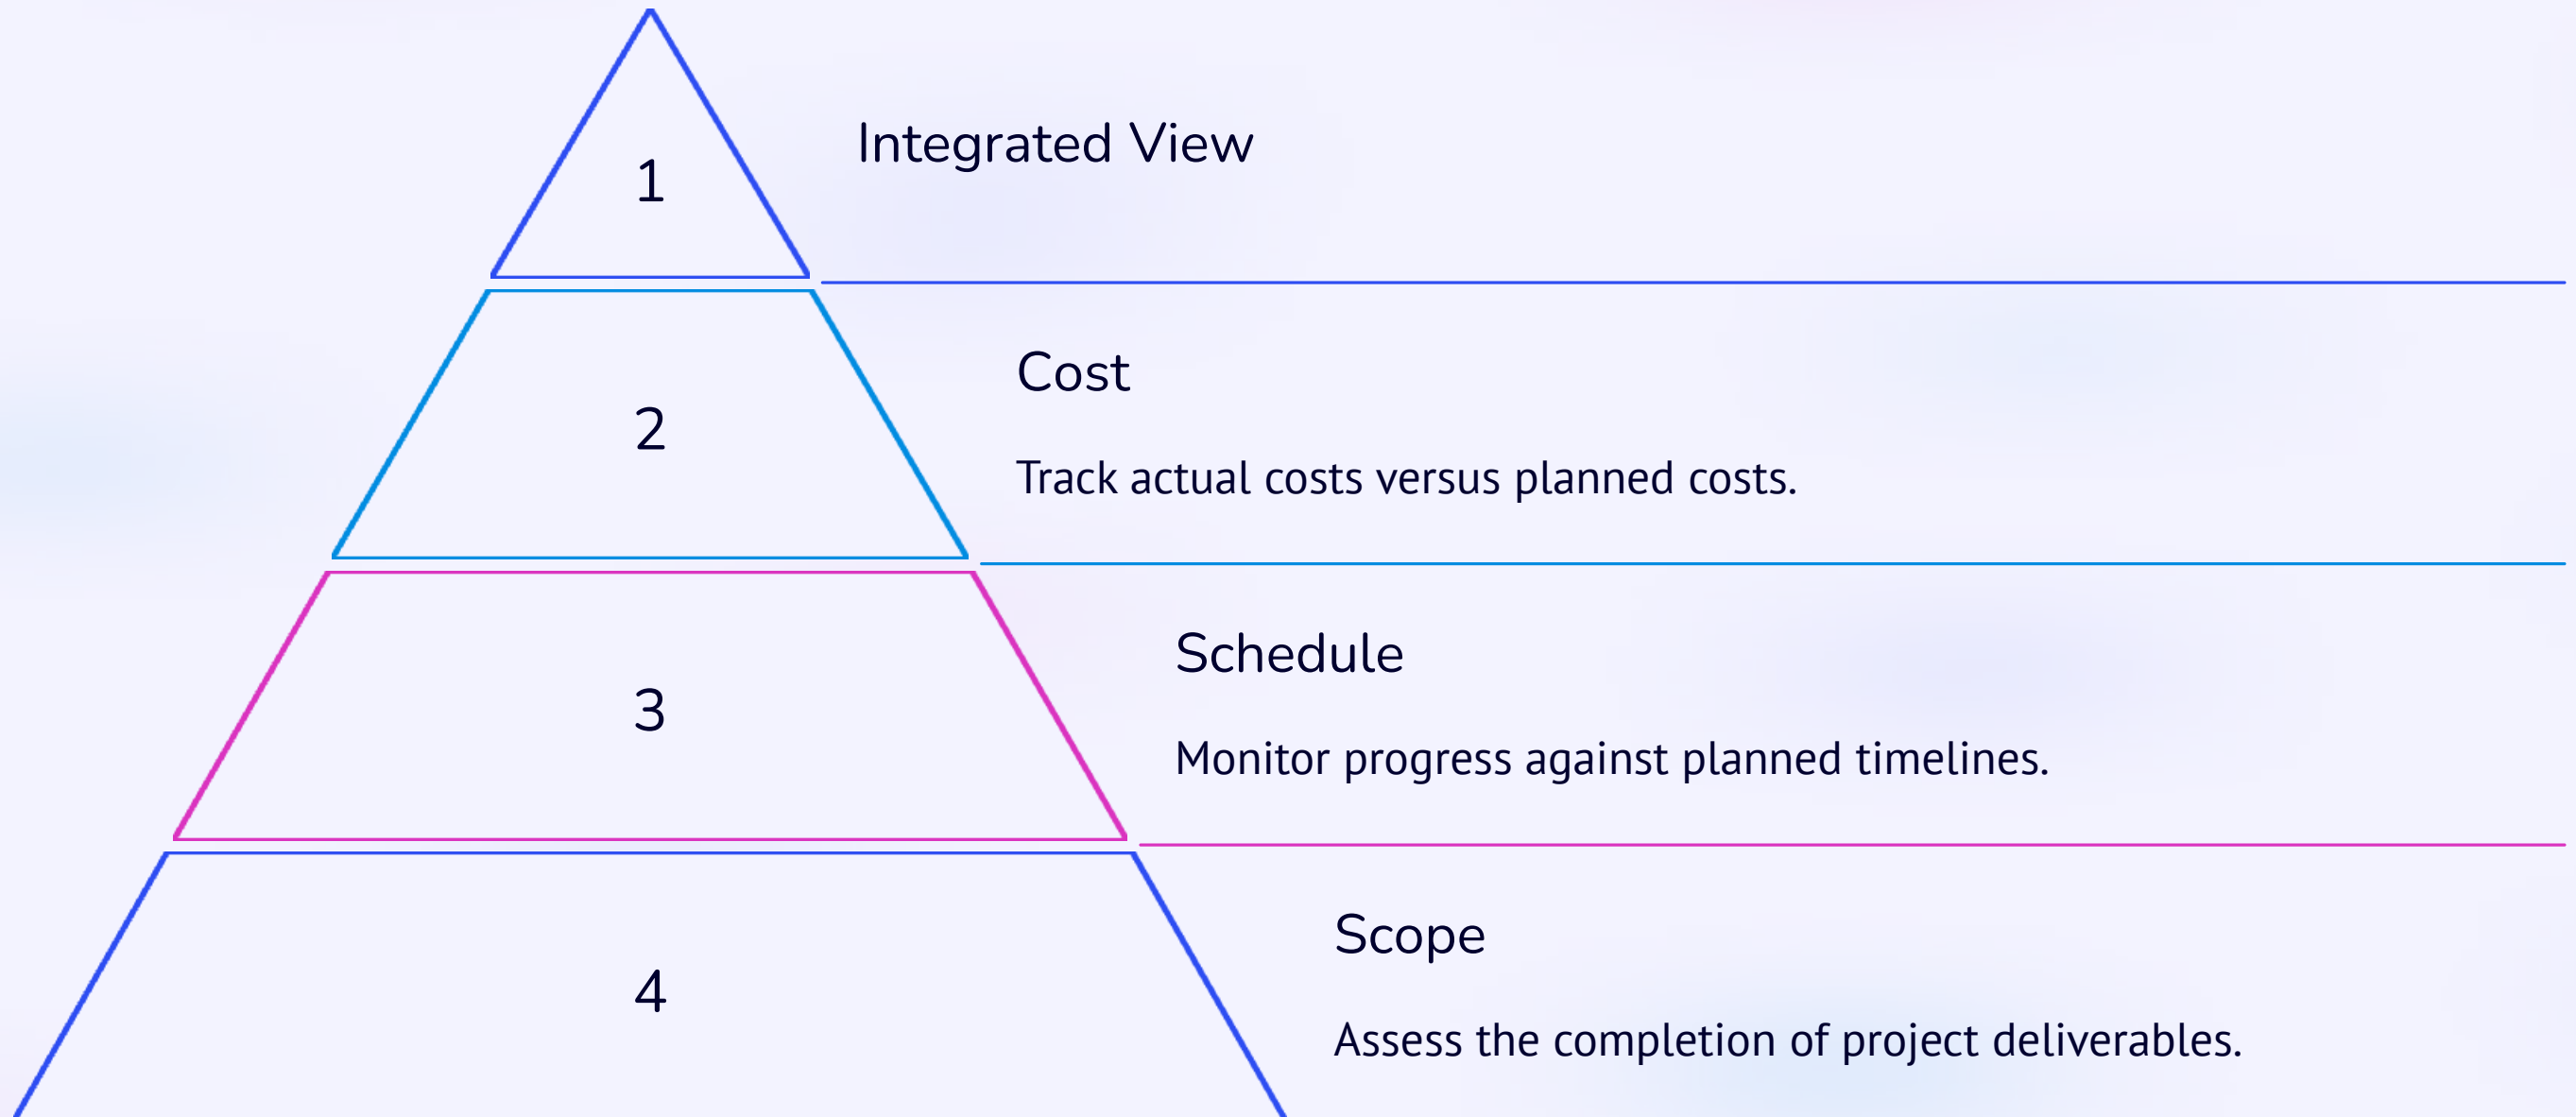 1
Integrated View
2
Cost
Track actual costs versus planned costs.
3
Schedule
Monitor progress against planned timelines.
4
Scope
Assess the completion of project deliverables.